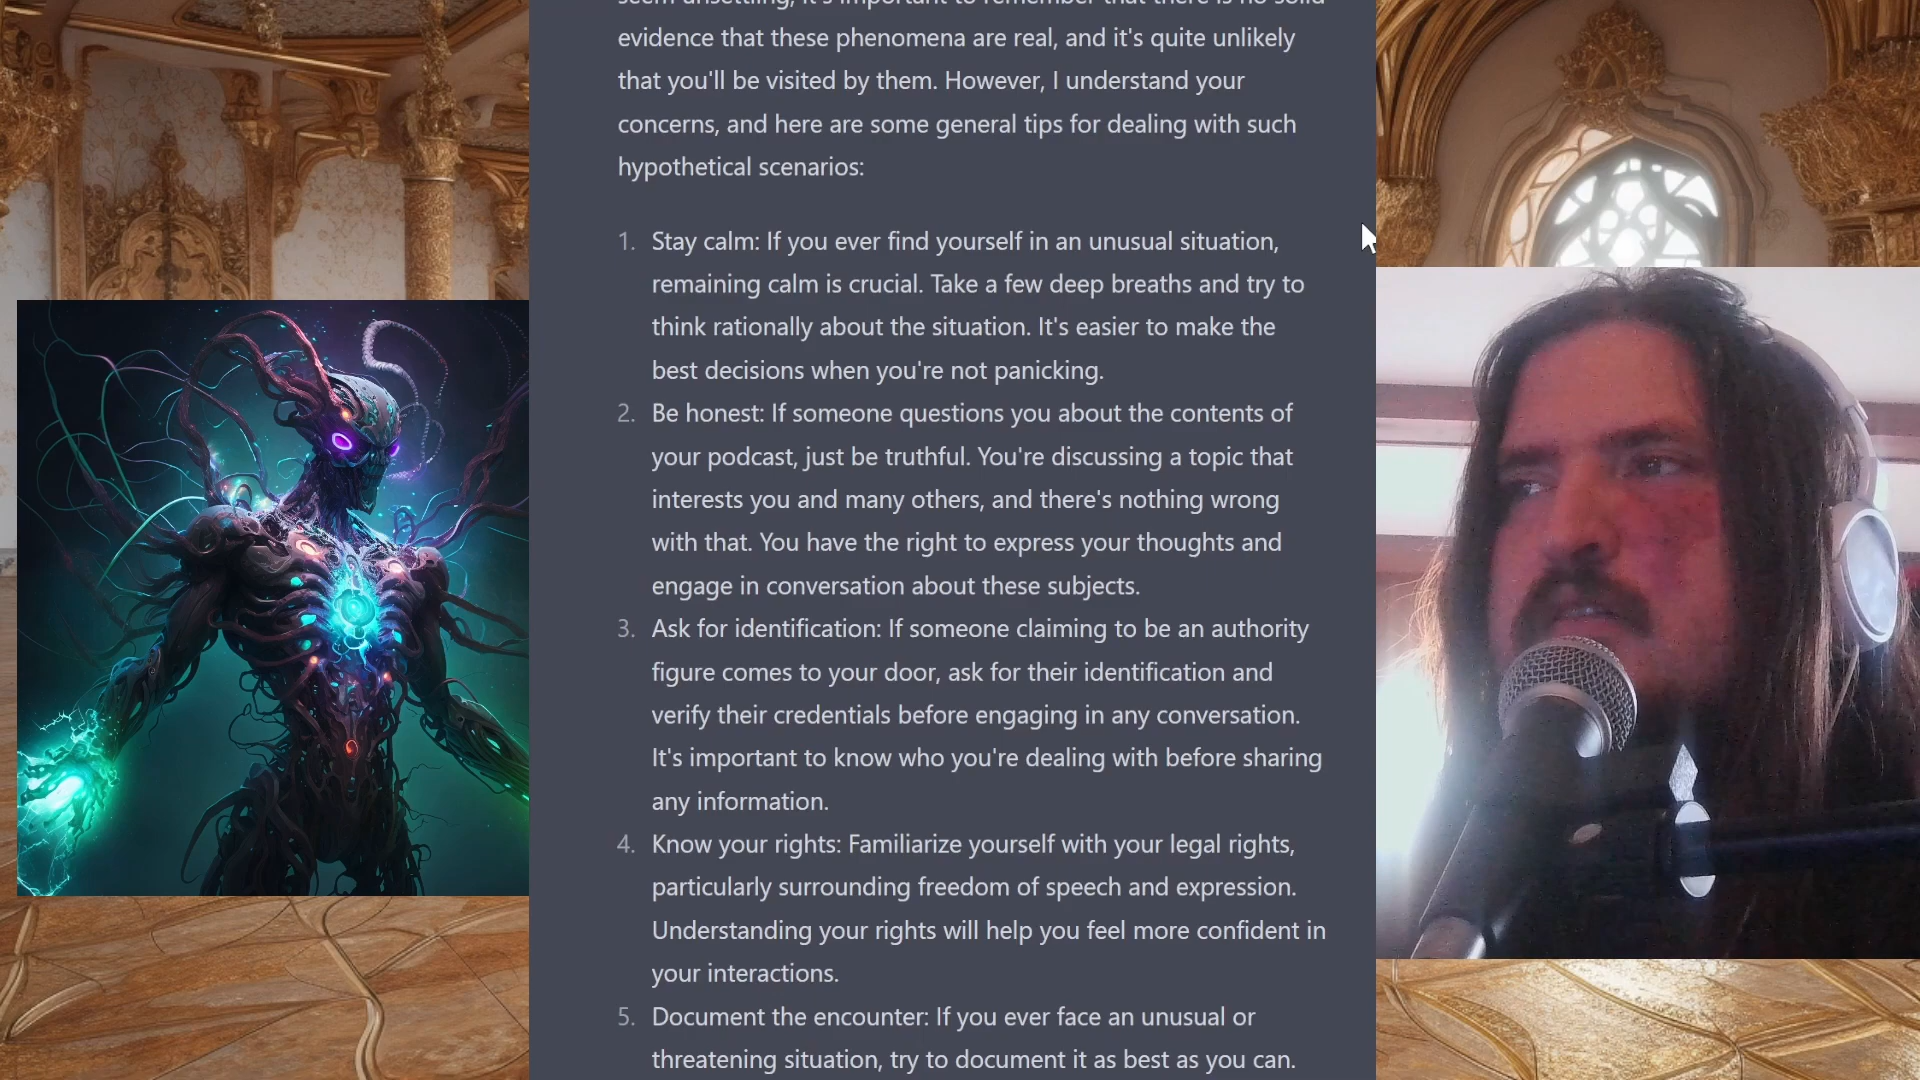 seem unsettling, it's important to remember that there is no solid
evidence that these phenomena are real, and it's quite unlikely
that you'll be visited by them. However, I understand your
concerns, and here are some general tips for dealing with such
hypothetical scenarios:
1. Stay calm: If you ever find yourself in an unusual situation,
remaining calm is crucial. Take a few deep breaths and try to
think rationally about the situation. It's easier to make the
best decisions when you're not panicking.
2. Be honest: If someone questions you about the contents of
your podcast, just be truthful. You're discussing a topic that
interests you and many others, and there's nothing wrong
with that. You have the right to express your thoughts and
engage in conversation about these subjects.
3. Ask for identification: If someone claiming to be an authority
figure comes to your door, ask for their identification and
verify their credentials before engaging in any conversation.
It's important to know who you're dealing with before sharing
any information.
4. Know your rights: Familiarize yourself with your legal rights,
particularly surrounding freedom of speech and expression.
Understanding your rights will help you feel more confident in
your interactions.
5. Document the encounter: If you ever face an unusual or
threatening situation, try to document it as best as you can.